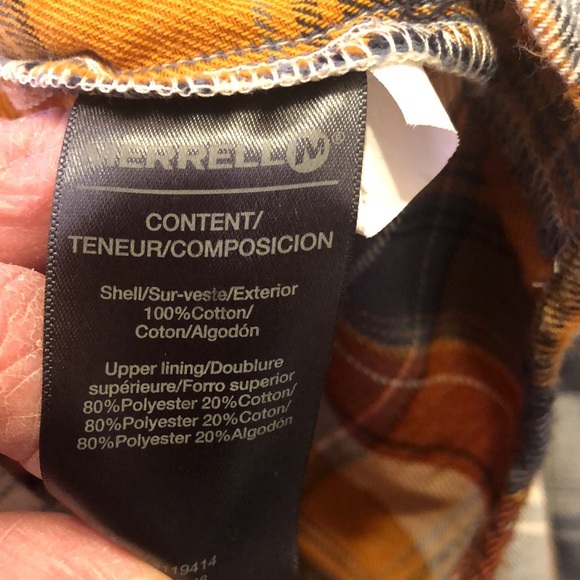 MERRELL
CONTENT/
TENEUR/COMPOSICION
Shell/Sur-veste/Exterior
100%Cotton/
Coton/Algodón
Upper lining/Doublure
supérieure/Forro superior
80%Polyester 20%Cotton/
80%Polyester 20%Coton/
80%Polyester 20%Algodón
119414